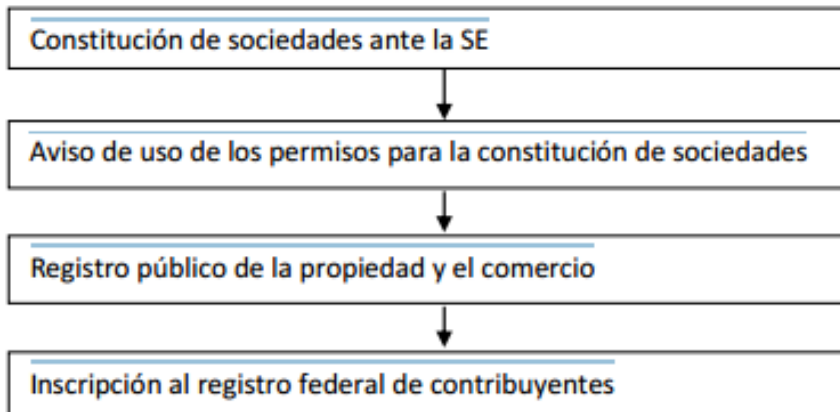 Constitución de sociedades ante la SE
Aviso de uso de los permisos para la constitución de sociedades
Registro público de la propiedad y el comercio
Inscripción al registro federal de contribuyentes